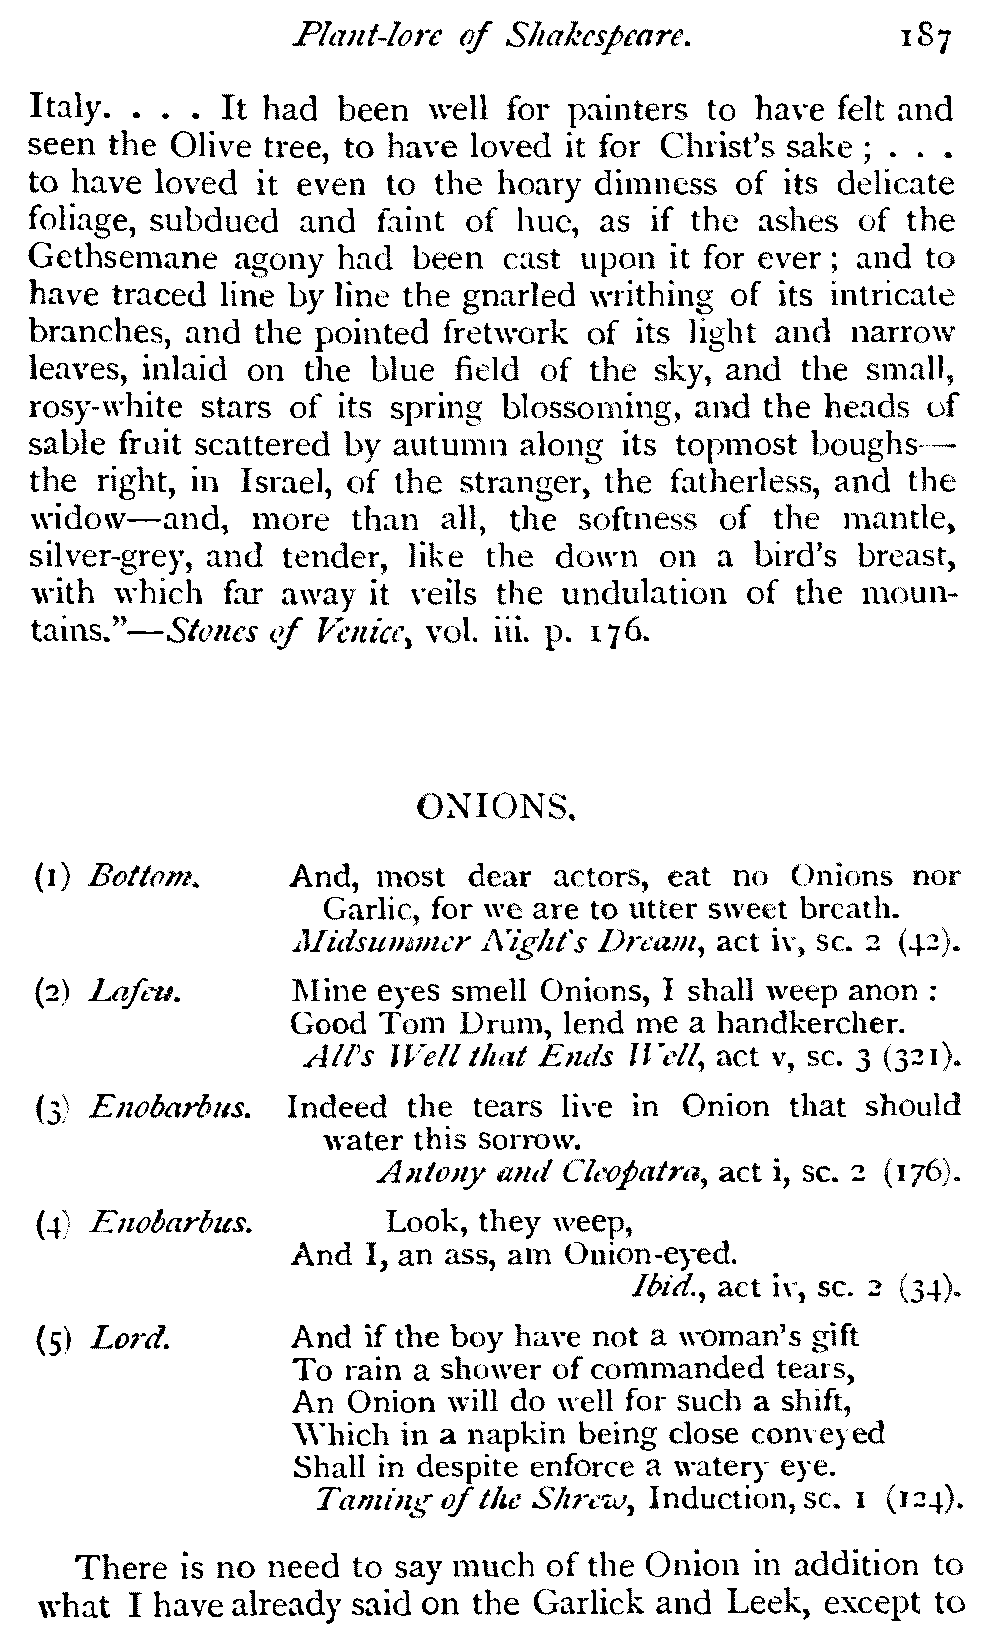 Plant-lore of Shakespeare. 187
Italy. . . . It had been well for painters to have felt and
seen the Olive tree, to have loved it for Christ's sake ; . . .
to have loved it even to the hoary dimness of its delicate
foliage, subdued and faint of hue, as if the ashes of the
Gethsemane agony had been cast upon it for ever ; and to
have traced line by line the gnarled writhing of its intricate
branches, and the pointed fretwork of its light and narrow
leaves, inlaid on the blue field of the sky, and the small,
rosy-white stars of its spring blossoming, and the heads of
sable fruit scattered by autumn along its topmost boughs—
the right, in Israel, of the stranger, the fatherless, and the
widow—and, more than all, the softness of the mantle,
silver-grey, and tender, like the down on a bird's breast,
with which far away it veils the undulation of the moun-
tains."—Stones of Venice, vol. iii. p. 176.
ONIONS.
(1) Bottom. And, most dear actors, eat no Onions nor
Garlic, for we are to utter sweet breath.
Midsummer Night's Dream, act iv, sc. 2 (42).
(2) Lafeu. Mine eyes smell Onions, I shall weep anon :
Good Tom Drum, lend me a handkercher.
All's Well that Ends Well, act v, sc. 3 (321).
(3) Enobarbus. Indeed the tears live in Onion that should
water this sorrow.
Antony and Cleopatra, act i, sc. 2 (176).
(4) Enobarbus. Look, they weep,
And I, an ass, am Onion-eyed.
Ibid., act iv, sc. 2 (34).
(5) Lord. And if the boy have not a woman's gift
To rain a shower of commanded tears,
An Onion will do well for such a shift,
Which in a napkin being close conveyed
Shall in despite enforce a watery eye.
Taming of the Shrew, Induction, sc. 1 (124).
There is no need to say much of the Onion in addition to
what I have already said on the Garlick and Leek, except to